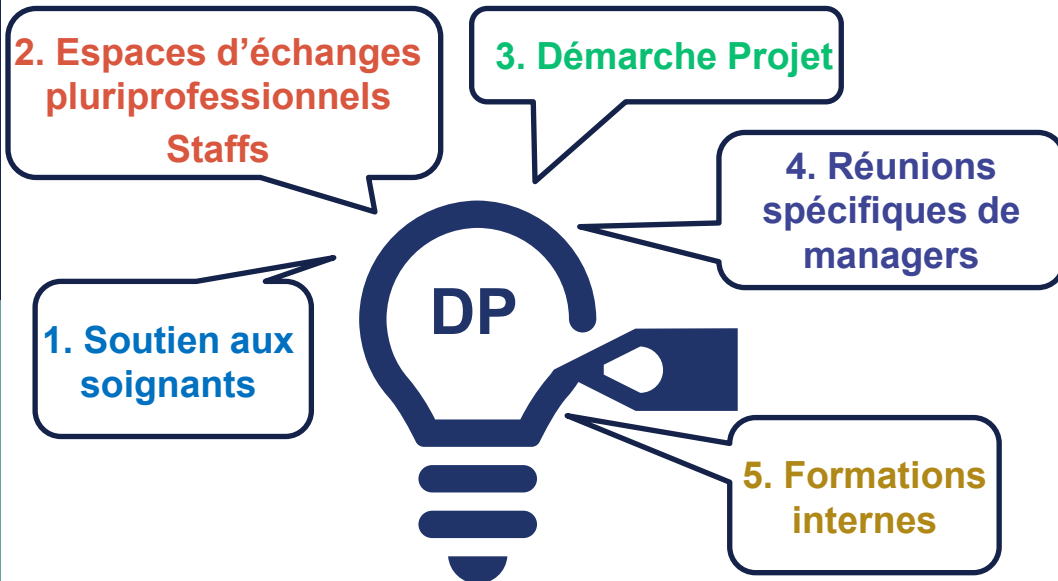 2. Espaces d’échanges
pluriprofessionnels
Staffs
3. Démarche Projet
4. Réunions
spécifiques de
managers
DP
1. Soutien aux
soignants
5. Formations
internes